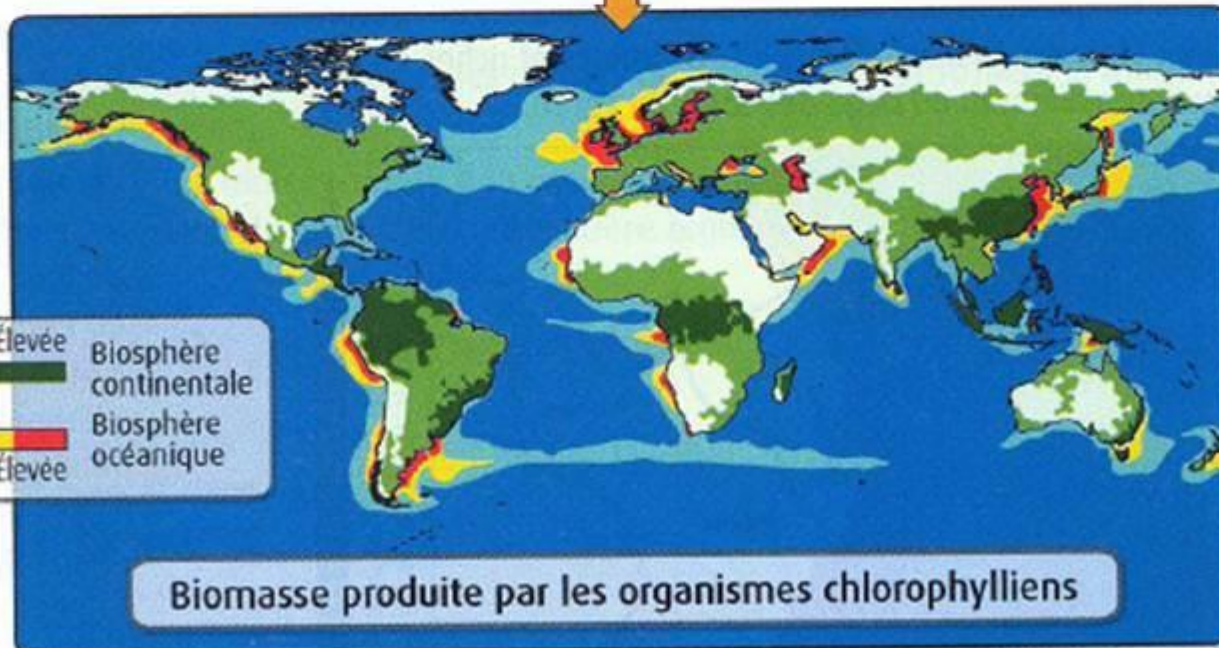 Élevée
Biosphère
continentale
Biosphère
océanique
Élevée
Biomasse produite par les organismes chlorophylliens